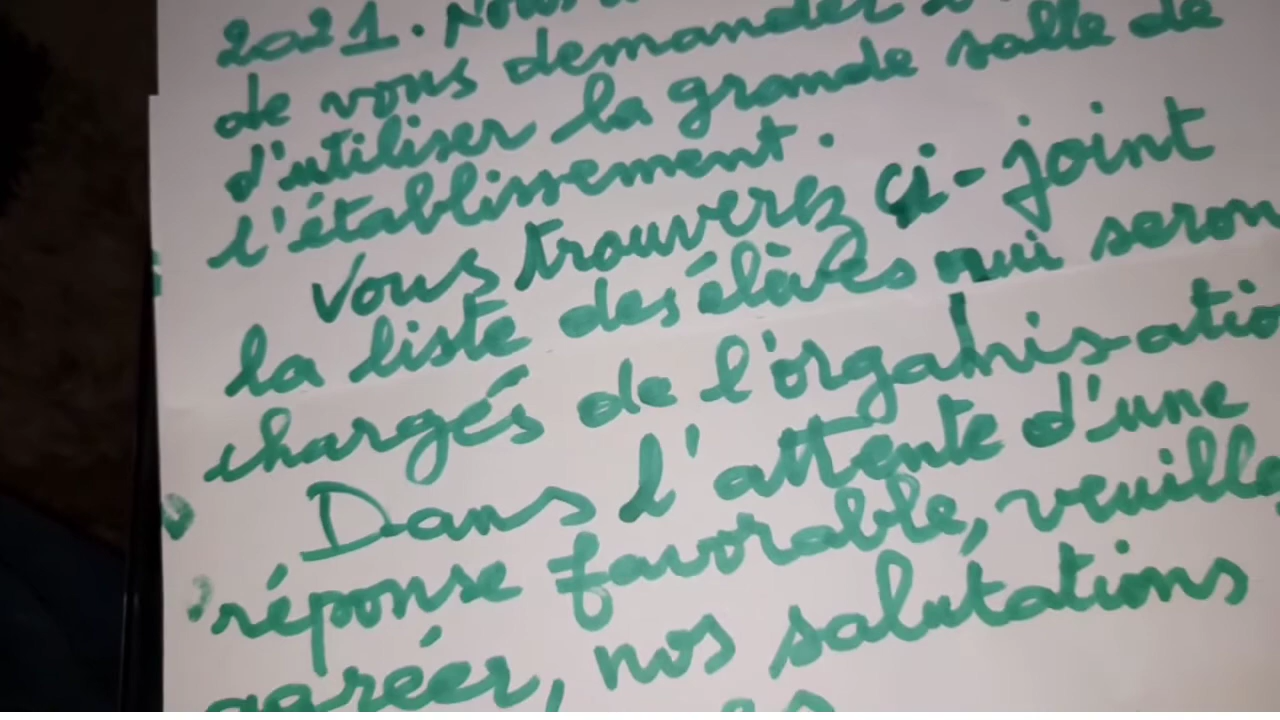 2021. Nous
de vous demander
d'utiliser la grande salle de
l'établissement.
Vous trouverez ci-joint
la liste des élèves qui seron
chargés de l'organisatio
Dans l'attente d'une
réponse favorable, veuille
agréer, nos salutations